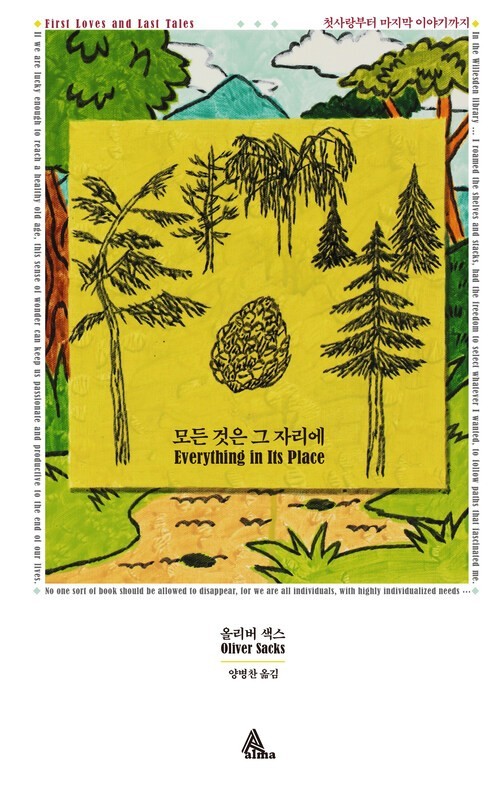 First Loves and Last Tales
첫사랑부터 마지막 이야기까지
If we are lucky enough to reach a healthy old age, this sense of wonder can keep us passionate and productive to the end of our lives.
In the Willesden library … I roamed the shelves and stacks, had the freedom to select whatever I wanted, to follow paths that fascinated me.
모든 것은 그 자리에
Everything in Its Place
No one sort of book should be allowed to disappear, for we are all individuals, with highly individualized needs …
올리버 색스
Oliver Sacks
양병찬 옮김
alma